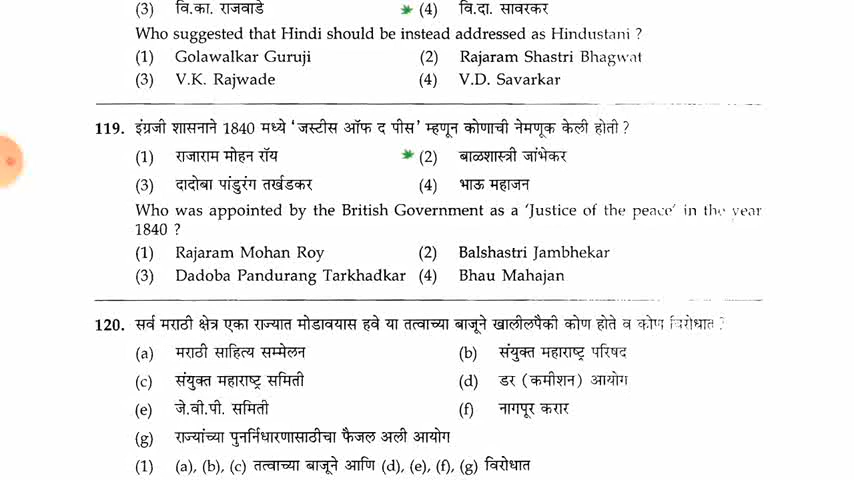 (3) वि.का. राजवाडे (4) वि.दा. सावरकर
Who suggested that Hindi should be instead addressed as Hindustani ?
(1) Golawalkar Guruji (2) Rajaram Shastri Bhagwat
(3) V.K. Rajwade (4) V.D. Savarkar
119. इंग्रजी शासनाने 1840 मध्ये 'जस्टीस ऑफ द पीस' म्हणून कोणाची नेमणूक केली होती ?
(1) राजाराम मोहन रॉय (2) बाळशास्त्री जांभेकर
(3) दादोबा पांडुरंग तर्खडकर (4) भाऊ महाजन
Who was appointed by the British Government as a 'Justice of the peace' in the year
1840 ?
(1) Rajaram Mohan Roy (2) Balshastri Jambhekar
(3) Dadoba Pandurang Tarkhadkar (4) Bhau Mahajan
120. सर्व मराठी क्षेत्र एका राज्यात मोडावयास हवे या तत्वाच्या बाजूने खालीलपैकी कोण होते व कोण विरोधात ?
(a) मराठी साहित्य सम्मेलन (b) संयुक्त महाराष्ट्र परिषद
(c) संयुक्त महाराष्ट्र समिती (d) डर (कमीशन) आयोग
(e) जे.वी.पी. समिती (f) नागपूर करार
(g) राज्यांच्या पुनर्निधारणासाठीचा फैजल अली आयोग
(1) (a), (b), (c) तत्वाच्या बाजूने आणि (d), (e), (f), (g) विरोधात